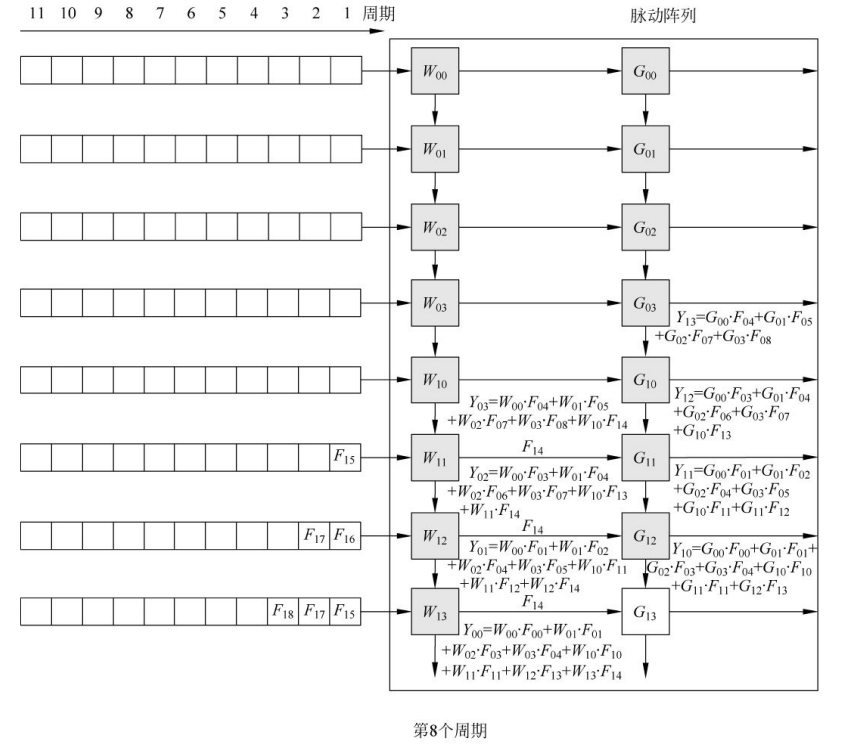 11 10 9 8 7 6 5 4 3 2 1 周期
脉动阵列
W00 G00
W01 G01
W02 G02
W03 G03
Y13=G00·F04+G01·F05
+G02·F07+G03·F08
W10 G10
Y03=W00·F04+W01·F05
+W02·F07+W03·F08+W10·F14
Y12=G00·F03+G01·F04
+G02·F06+G03·F07
+G10·F13
F15 W11 F14 G11
Y02=W00·F03+W01·F04
+W02·F06+W03·F07+W10·F13
+W11·F14
Y11=G00·F01+G01·F02
+G02·F04+G03·F05
+G10·F11+G11·F12
F17 F16 W12 F14 G12
Y01=W00·F01+W01·F02
+W02·F04+W03·F05+W10·F11
+W11·F12+W12·F14
Y10=G00·F00+G01·F01+
G02·F03+G03·F04+G10·F10
+G11·F11+G12·F13
F18 F17 F15 W13 F14 G13
Y00=W00·F00+W01·F01
+W02·F03+W03·F04+W10·F10
+W11·F11+W12·F13+W13·F14
第8个周期